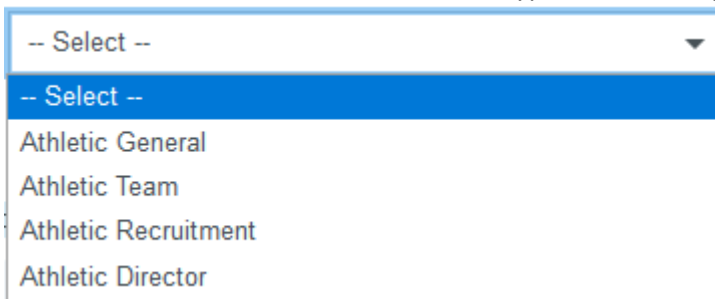 -- Select --
-- Select --
Athletic General
Athletic Team
Athletic Recruitment
Athletic Director